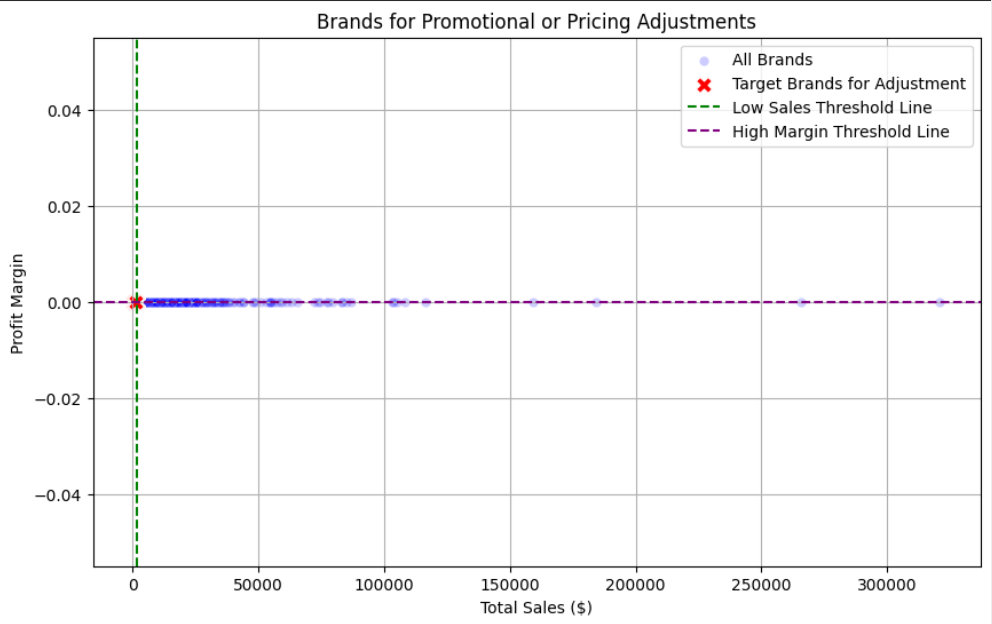 Brands for Promotional or Pricing Adjustments
All Brands
Target Brands for Adjustment
Low Sales Threshold Line
High Margin Threshold Line
Profit Margin
0.04
0.02
0.00
−0.02
−0.04
0 50000 100000 150000 200000 250000 300000
Total Sales ($)